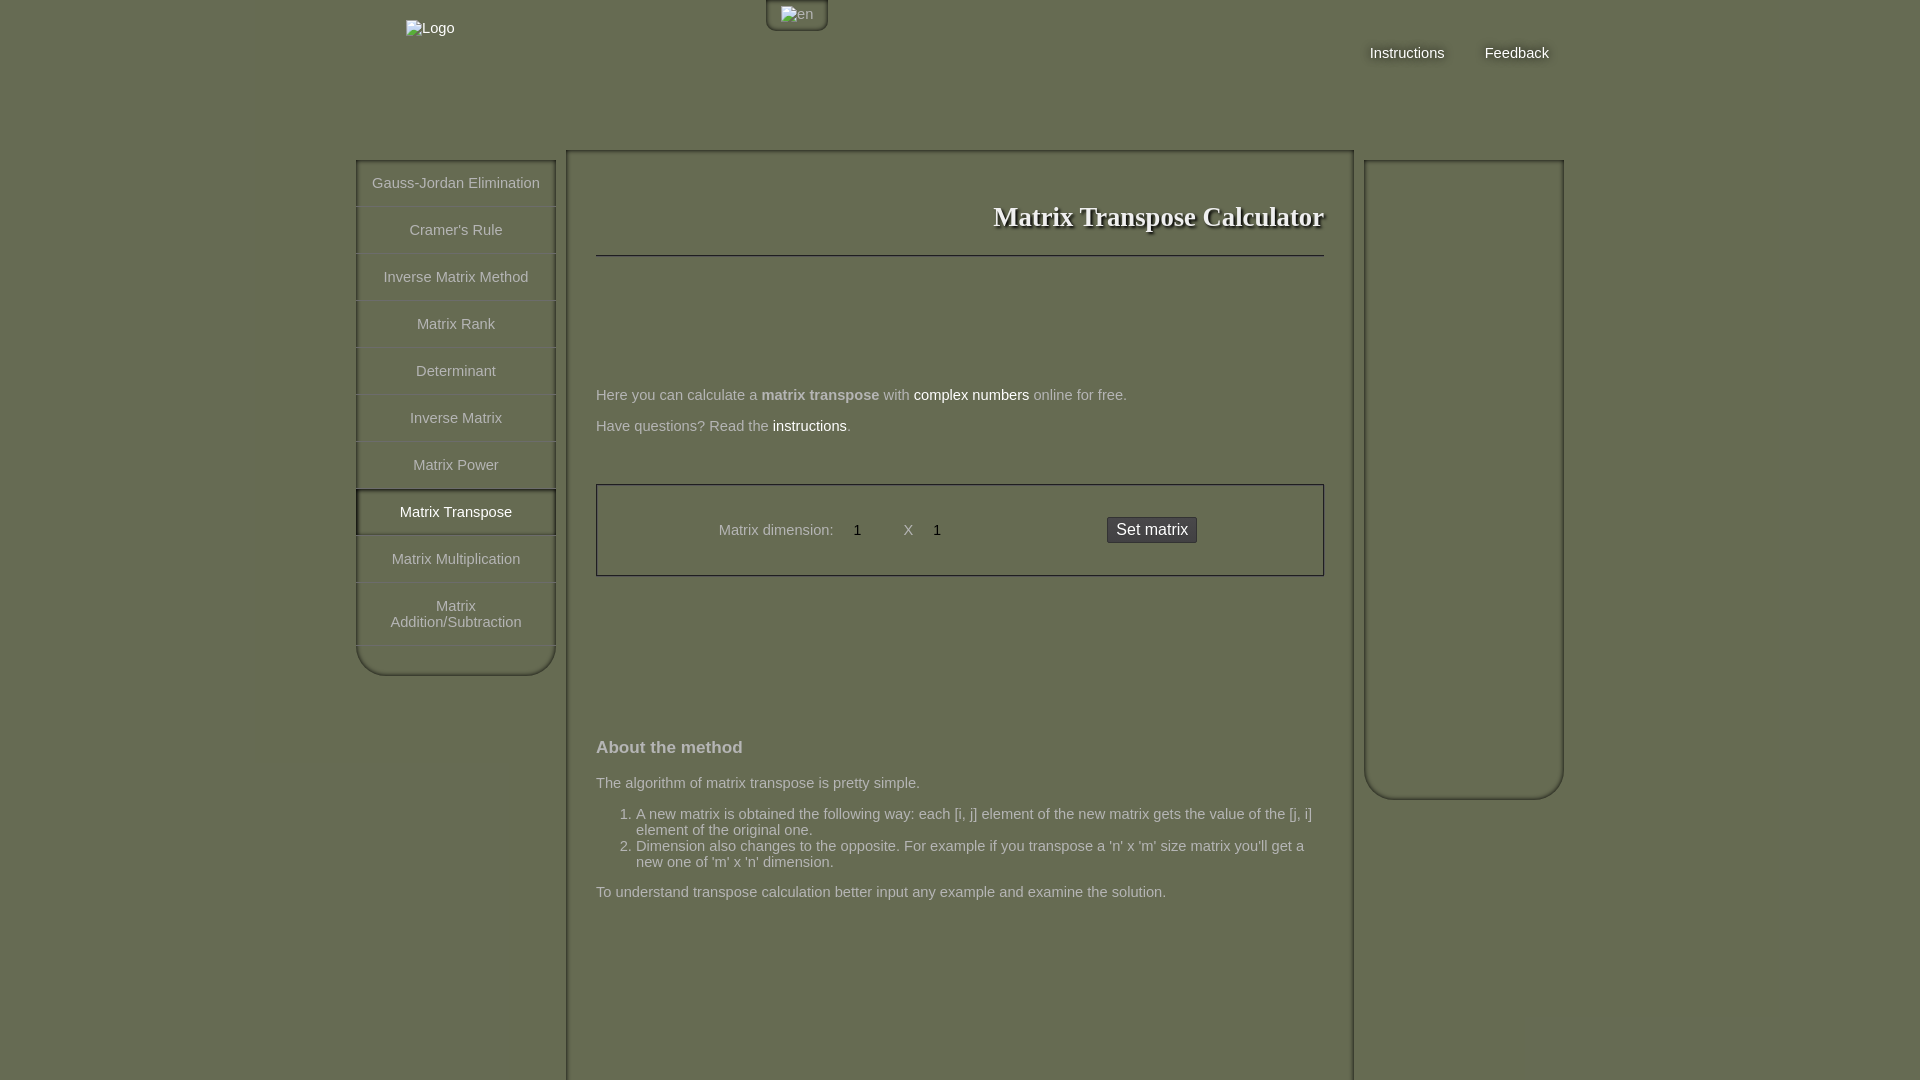 en
Logo
Instructions
Feedback
Gauss-Jordan Elimination
Cramer's Rule
Inverse Matrix Method
Matrix Rank
Determinant
Inverse Matrix
Matrix Power
Matrix Transpose
Matrix Multiplication
Matrix
Addition/Subtraction
Matrix Transpose Calculator
Here you can calculate a matrix transpose with complex numbers online for free.
Have questions? Read the instructions.
Matrix dimension: 1 X 1
Set matrix
About the method
The algorithm of matrix transpose is pretty simple.
1. A new matrix is obtained the following way: each [i, j] element of the new matrix gets the value of the [j, i]
element of the original one.
2. Dimension also changes to the opposite. For example if you transpose a 'n' x 'm' size matrix you'll get a
new one of 'm' x 'n' dimension.
To understand transpose calculation better input any example and examine the solution.